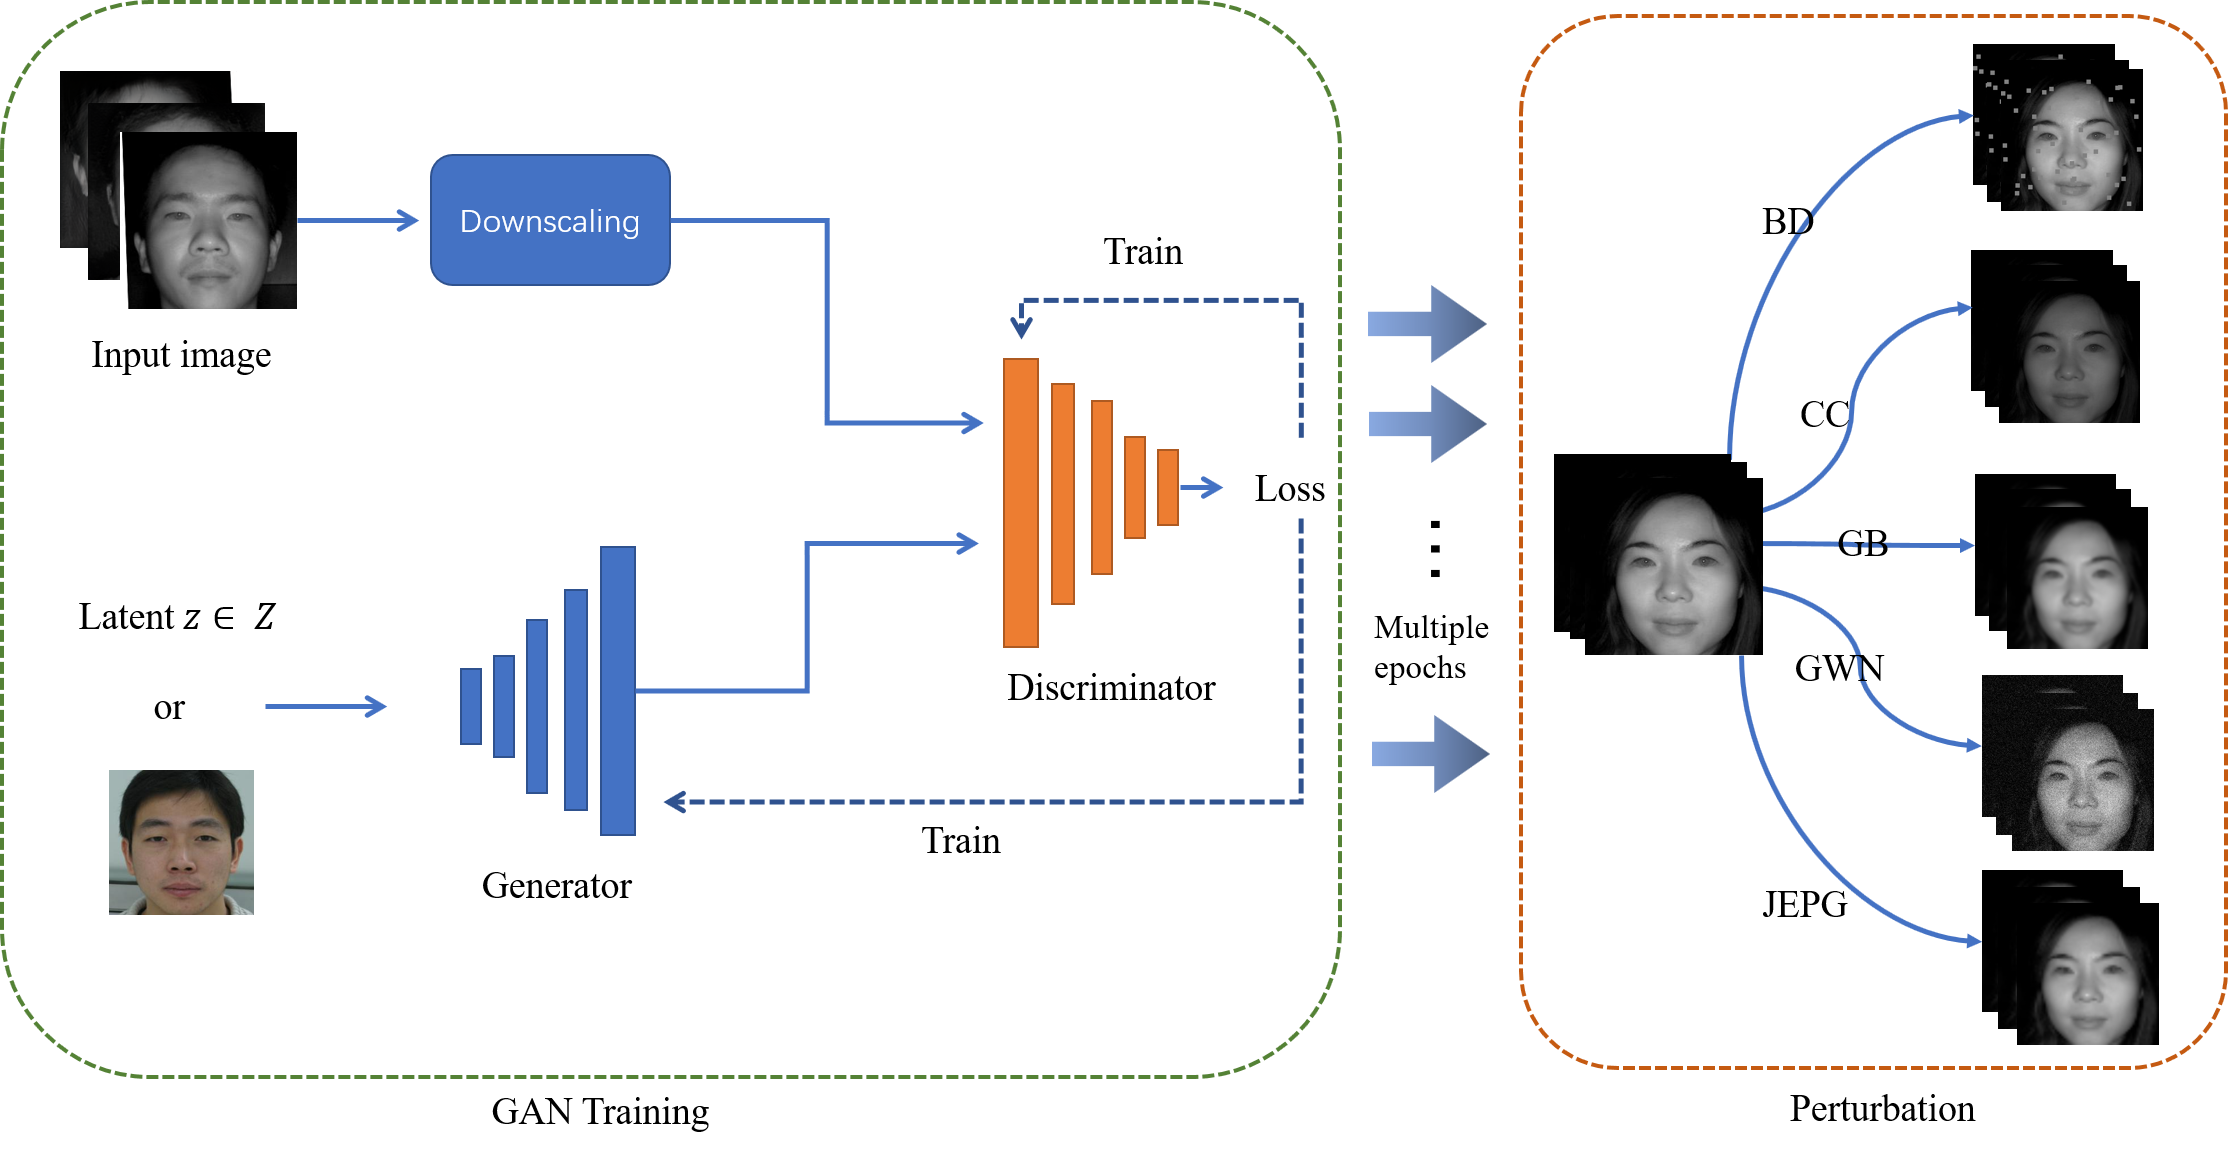 Input image
Downscaling
Train
Loss
Discriminator
Latent z ∈ Z
or
Generator
Train
GAN Training
Multiple
epochs
BD
CC
GB
GWN
JEPG
Perturbation